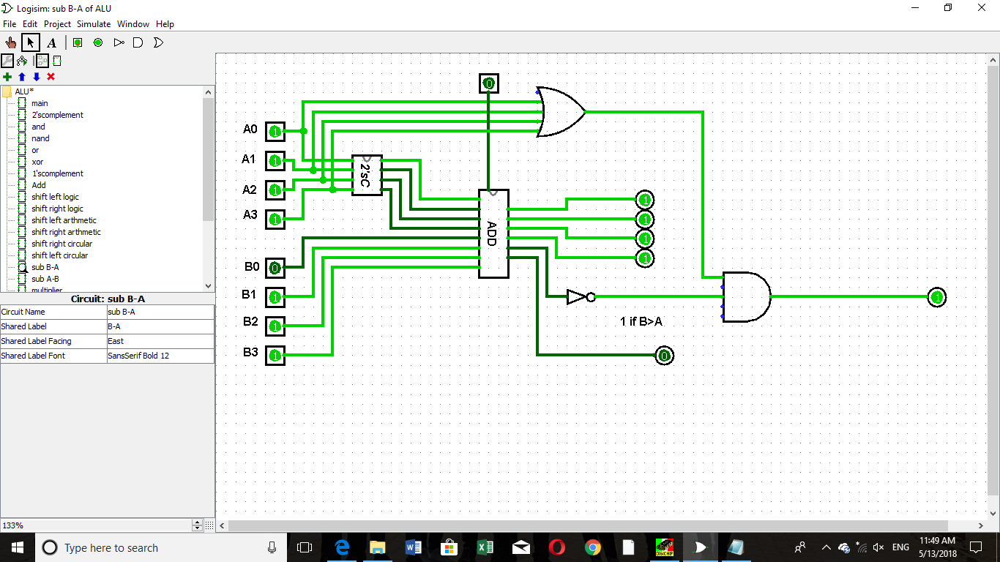 Logisim: sub B-A of ALU
File Edit Project Simulate Window Help
A
ALU*
main
2'scomplement
and
nand
or
xor
1'scomplement
Add
shift left logic
shift right logic
shift left arthmetic
shift right arthmetic
shift right circular
shift left circular
sub B-A
sub A-B
multiplier
Circuit: sub B-A
Circuit Name sub B-A
Shared Label B-A
Shared Label Facing East
Shared Label Font SansSerif Bold 12
133%
0
A0 1
A1 1
A2 1
A3 1
B0 0
B1 1
B2 1
B3 1
2'sC
ADD
1
1
1
1
1 if B>A
0
1
Type here to search
DIGICHIP
ENG
11:49 AM
5/13/2018